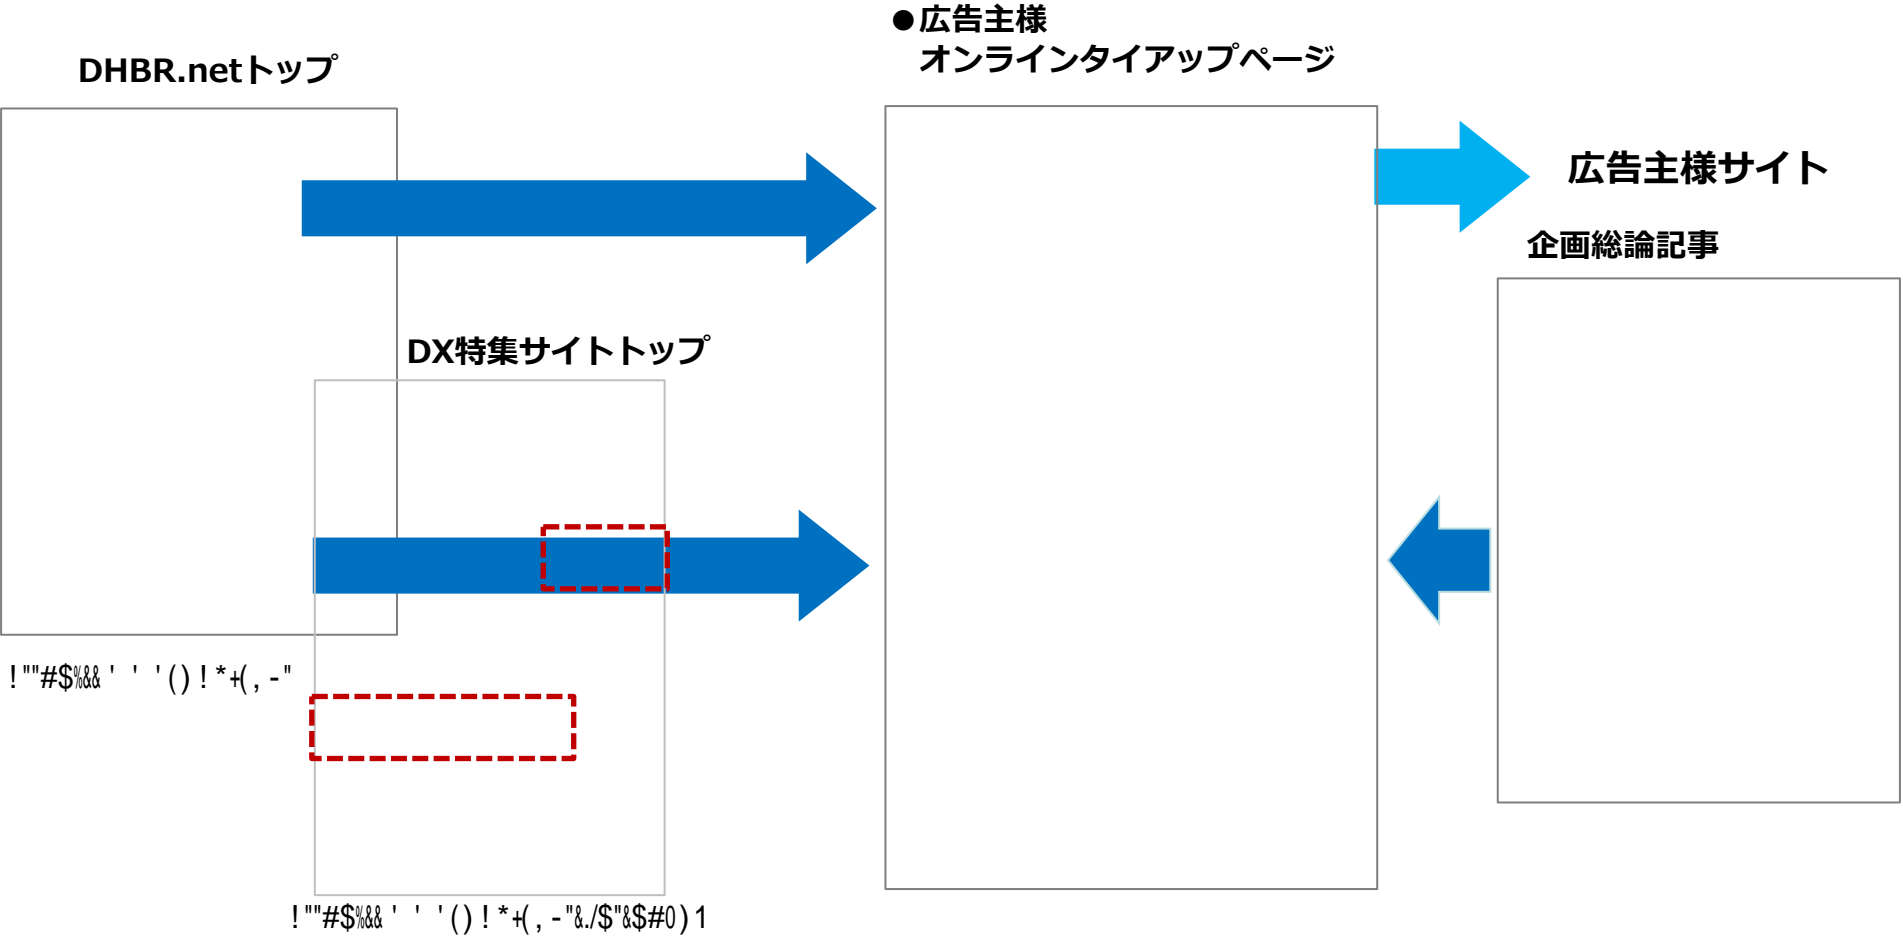 ●広告主様
オンラインタイアップページ
DHBR.netトップ
広告主様サイト
企画総論記事
DX特集サイトトップ
!""#$%&&'''()!*+(,-"
!""#$%&&'''()!*+(,-"&./$"&$#0)1